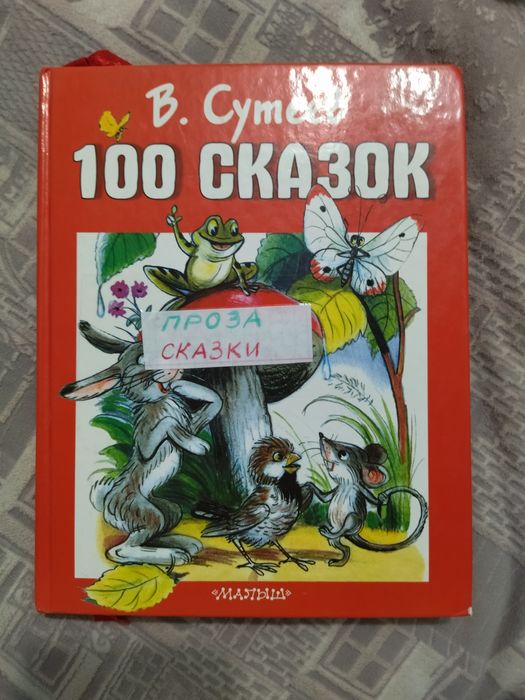 В. Сутеев
100 СКАЗОК
ПРОЗА
СКАЗКИ
«МАЛЫШ»